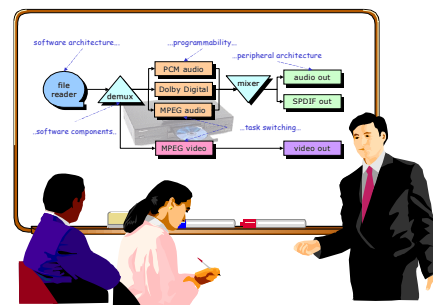 software architecture...
...programmability...
...peripheral architecture
file
reader
demux
PCM audio
Dolby Digital
MPEG audio
mixer
audio out
SPDIF out
...software components..
...task switching...
MPEG video
video out